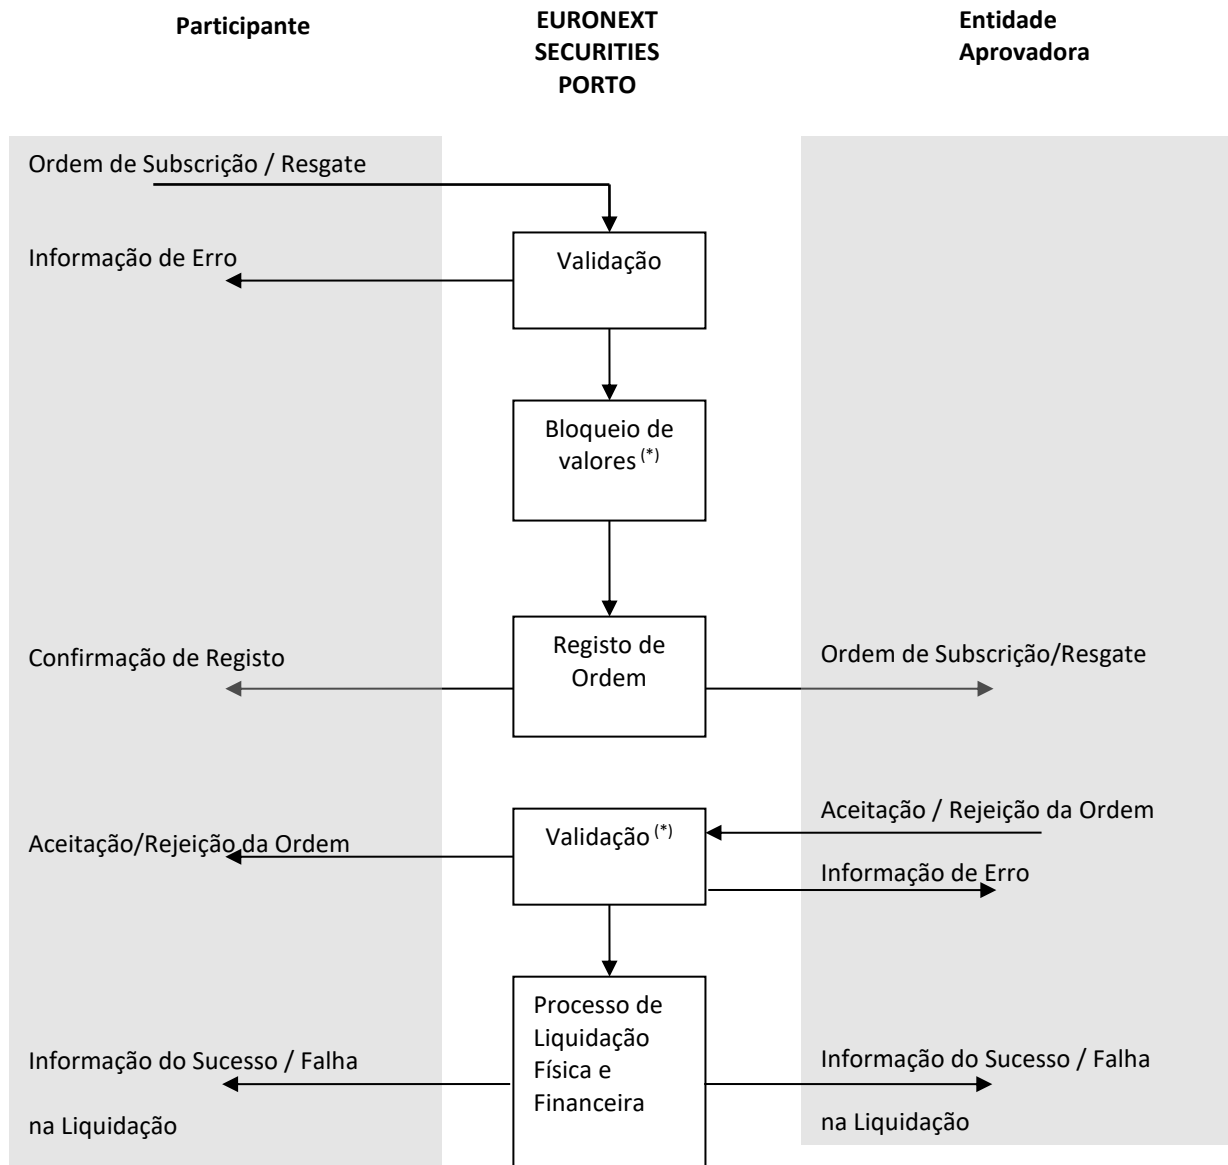 Participante
EURONEXT
SECURITIES
PORTO
Entidade
Aprovadora
Ordem de Subscrição / Resgate
Informação de Erro
Validação
Bloqueio de
valores (*)
Registo de
Ordem
Confirmação de Registo
Ordem de Subscrição/Resgate
Aceitação / Rejeição da Ordem
Validação (*)
Aceitação/Rejeição da Ordem
Informação de Erro
Processo de
Liquidação
Física e
Financeira
Informação do Sucesso / Falha
na Liquidação
Informação do Sucesso / Falha
na Liquidação